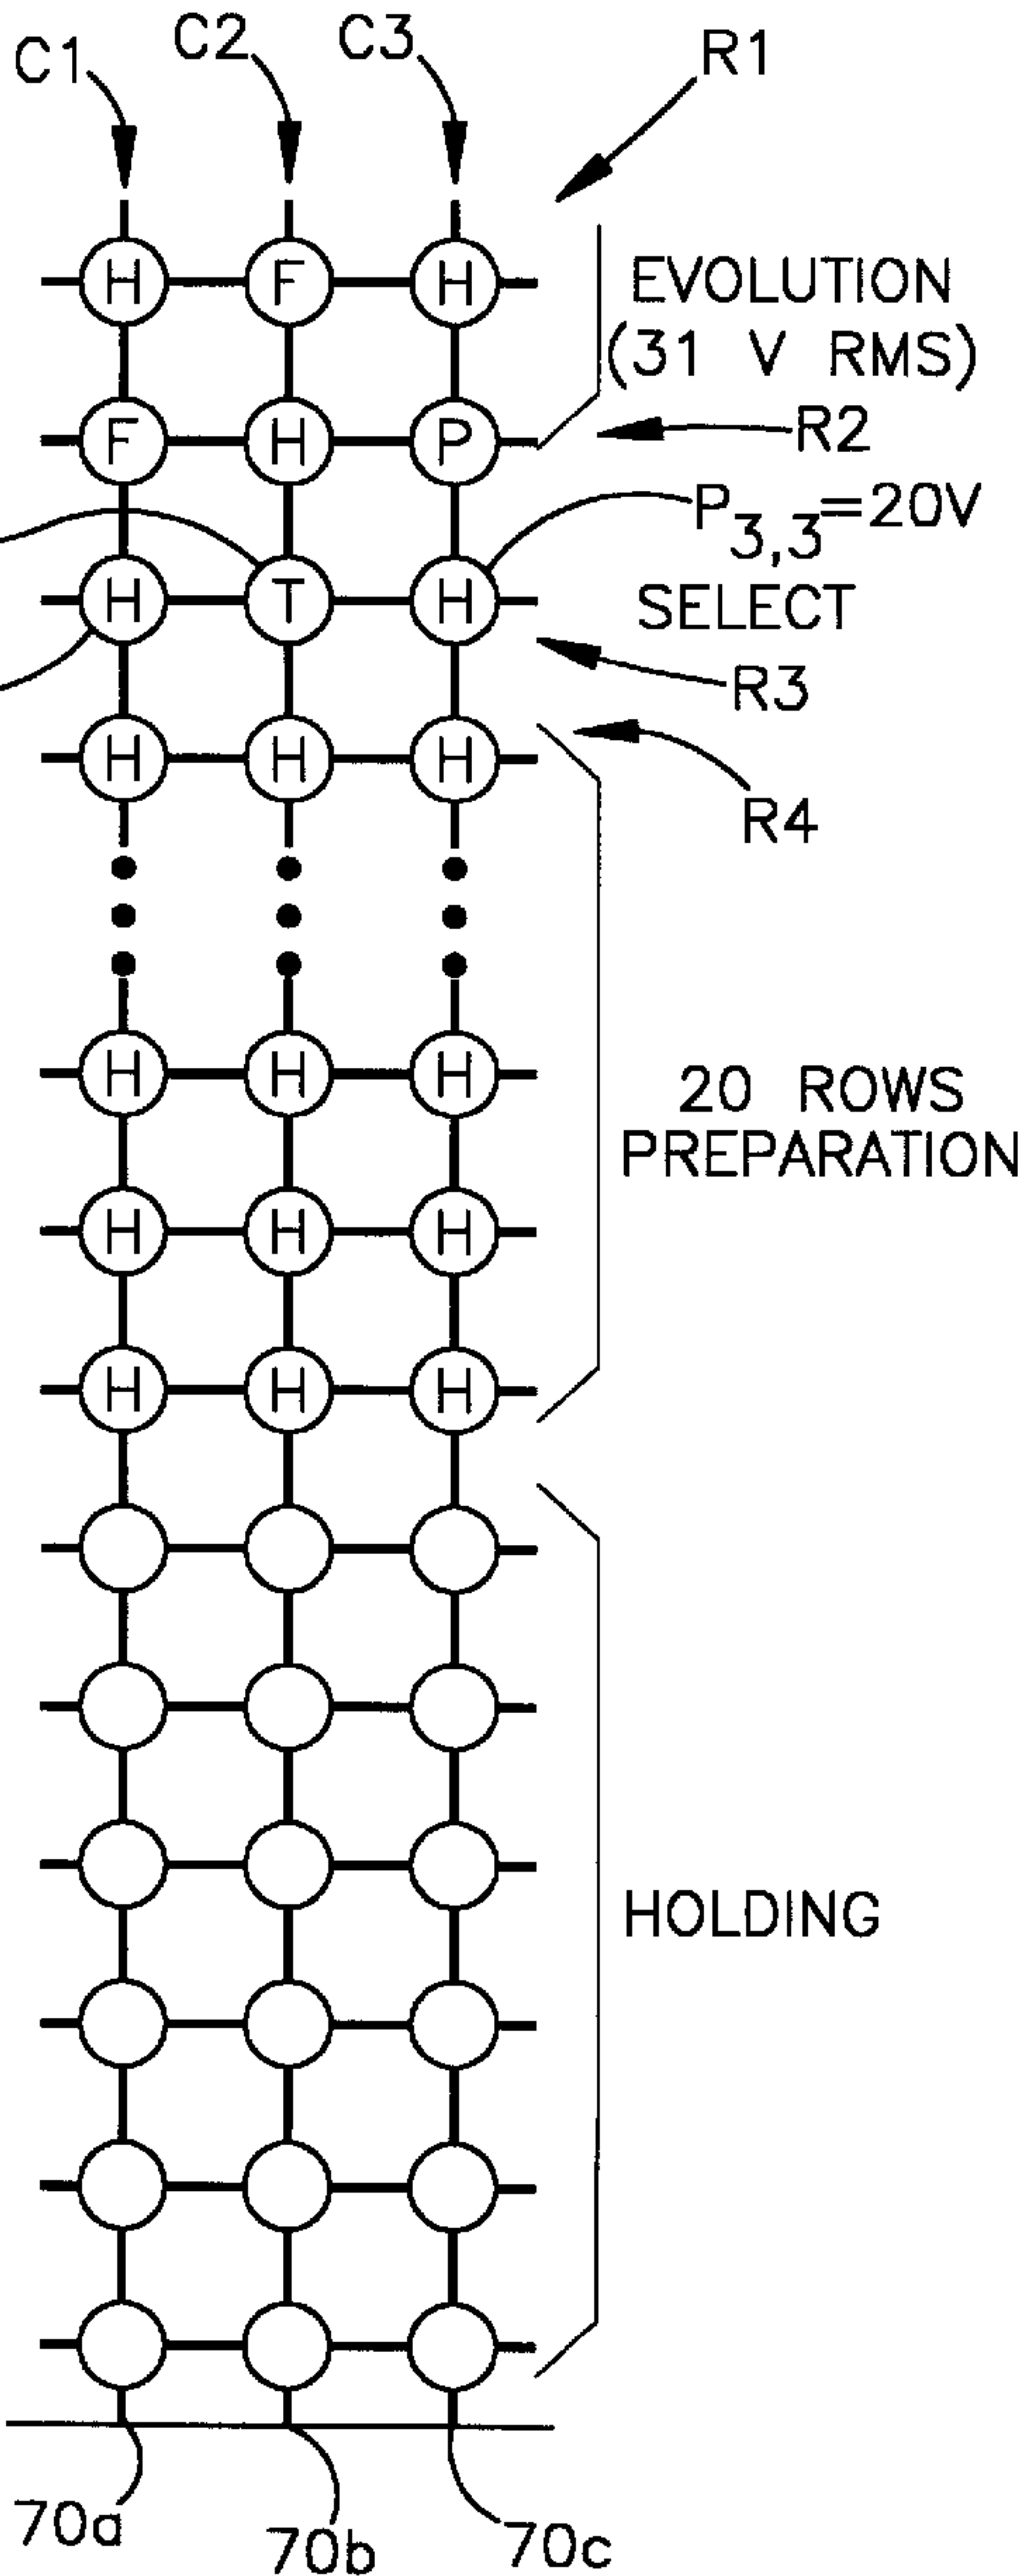 C1 C2 C3 R1
H F H
EVOLUTION
(31 V RMS)
F H P
R2
P3,3=20V
H T H
SELECT
R3
H H H
R4
H H H
20 ROWS
PREPARATION
H H H
H H H
HOLDING
70a 70b 70c